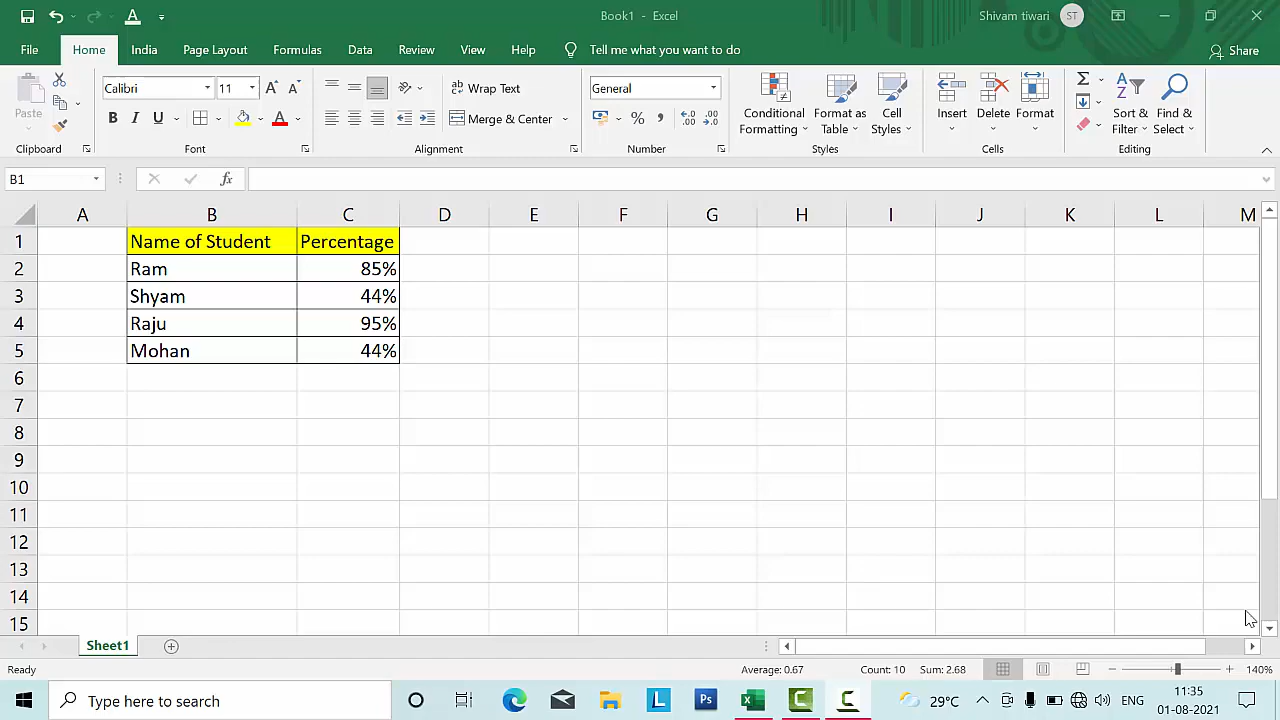 Book1 - Excel
Shivam tiwari ST
File Home India Page Layout Formulas Data Review View Help Tell me what you want to do Share
Calibri 11 Wrap Text General
Paste B I U A Merge & Center % , Conditional Formatting Format as Table Cell Styles Insert Delete Format Sort & Filter Find & Select
Clipboard Font Alignment Number Styles Cells Editing
B1 fx
A B C D E F G H I J K L M
1 Name of Student Percentage
2 Ram 85%
3 Shyam 44%
4 Raju 95%
5 Mohan 44%
6
7
8
9
10
11
12
13
14
15
Sheet1
Ready Average: 0.67 Count: 10 Sum: 2.68 140%
Type here to search L Ps 29°C ENG 11:35
01-08-2021